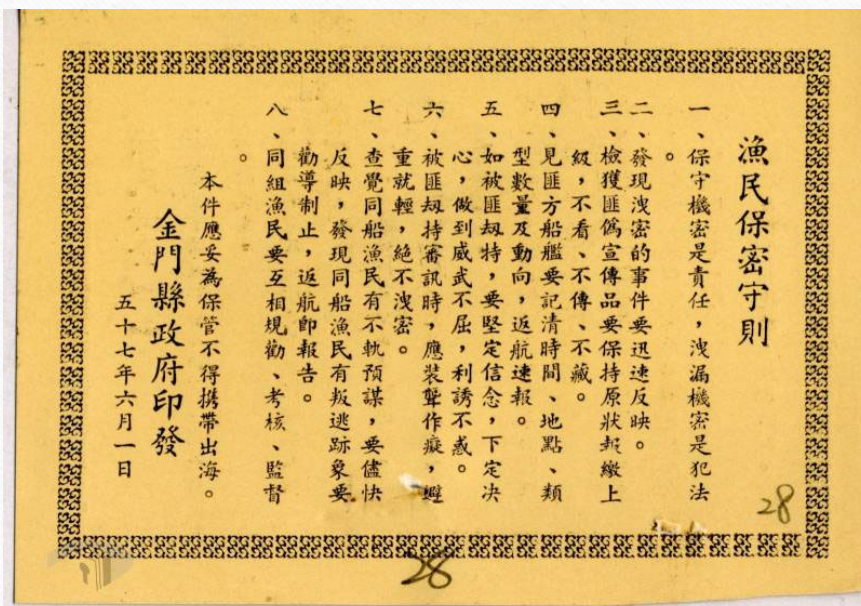 漁民保密守則
一、保守機密是責任，洩漏機密是犯法
。
二、發現洩密的事件要迅速反映。
三、檢獲匪偽宣傳品要保持原狀報繳上
級，不看、不傳、不藏。
四、見匪方船艦要記清時間、地點、類
型數量及動向，返航速報。
五、如被匪刼持，要堅定信念，下定決
心，做到威武不屈，利誘不惑。
六、被匪刼持審訊時，應裝聾作癡，避
重就輕，絕不洩密。
七、查覺同船漁民有不軌預謀，要儘快
反映，發現同船漁民有叛逃跡象要
勸導制止，返航即報告。
八、同組漁民要互相規勸、考核、監督
。
本件應妥為保管不得攜帶出海。
金門縣政府印發
五十七年六月一日
28
28